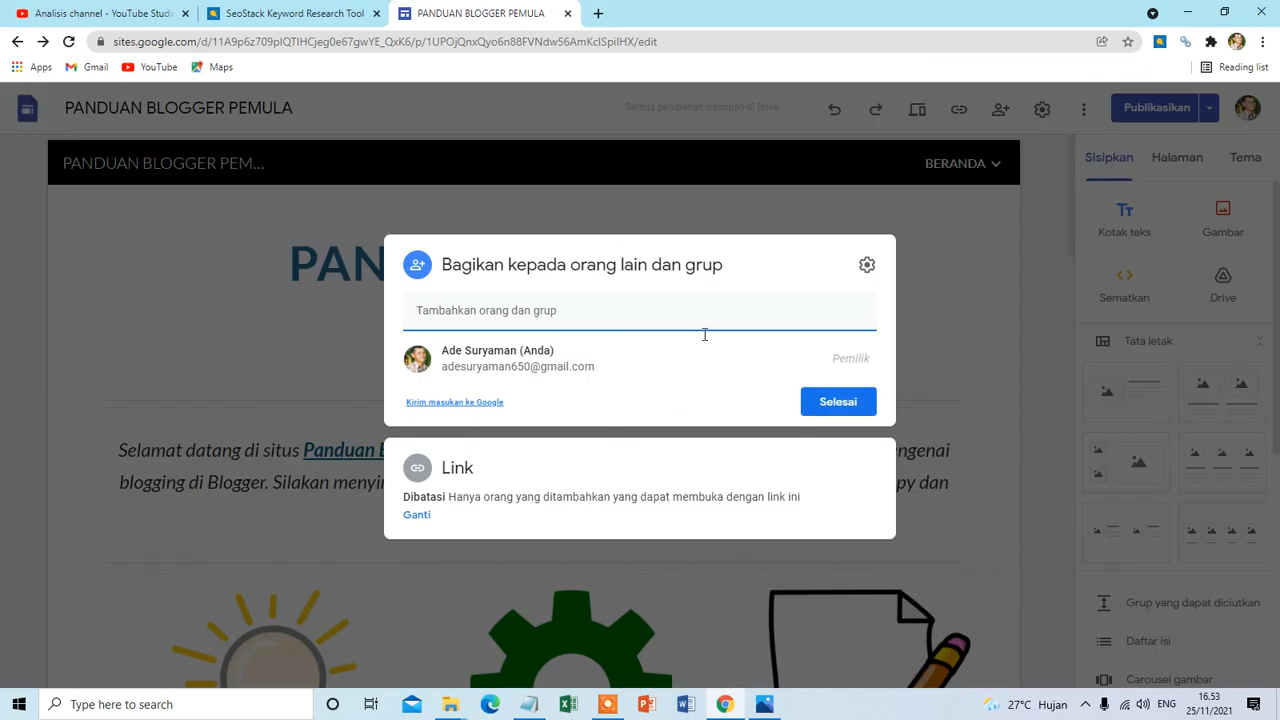 Analisis channel - YouTube Studi
SeoStack Keyword Research Tool
PANDUAN BLOGGER PEMULA
sites.google.com/d/11A9p6z709pIQTIHCjeg0e67gwYE_QxK6/p/1UPOjQnxQyo6n88FVNdw56AmKclSpiIHX/edit
Apps
Gmail
YouTube
Maps
Reading list
PANDUAN BLOGGER PEMULA
Semua perubahan disimpan di Drive
Publikasikan
PANDUAN BLOGGER PEM...
BERANDA
Sisipkan
Halaman
Tema
Kotak teks
Gambar
Sematkan
Drive
Tata letak
Grup yang dapat diciutkan
Daftar isi
Carousel gambar
PAN
Bagikan kepada orang lain dan grup
Tambahkan orang dan grup
Ade Suryaman (Anda)
adesuryaman650@gmail.com
Pemilik
Kirim masukan ke Google
Selesai
Link
Dibatasi Hanya orang yang ditambahkan yang dapat membuka dengan link ini
Ganti
Selamat datang di situs Panduan B
engenai
blogging di Blogger. Silakan menyin
py dan
Type here to search
27°C Hujan
16.53
25/11/2021